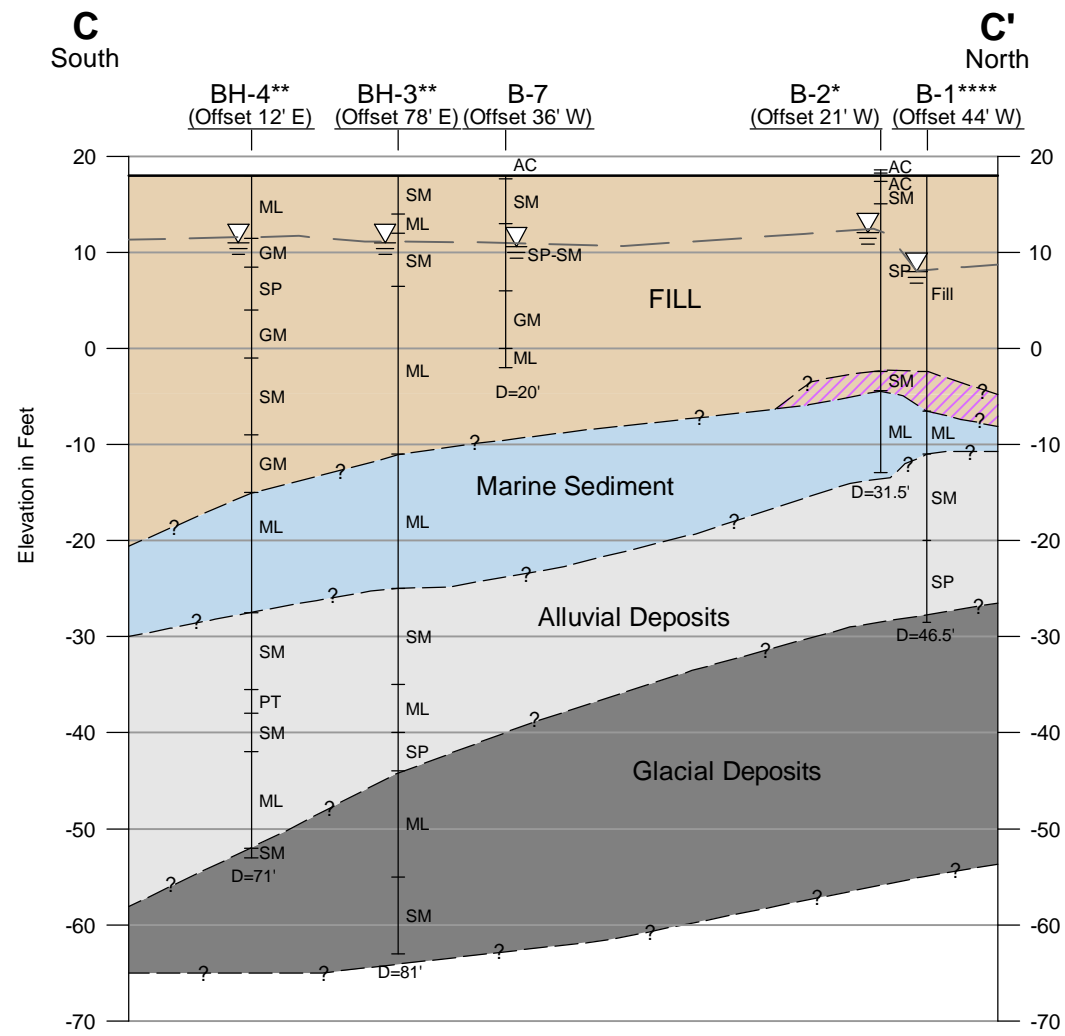 C
South
C'
North
BH-4**
(Offset 12' E)
BH-3**
(Offset 78' E)
B-7
(Offset 36' W)
B-2*
(Offset 21' W)
B-1****
(Offset 44' W)
Elevation in Feet
20
10
0
-10
-20
-30
-40
-50
-60
-70
20
10
0
-10
-20
-30
-40
-50
-60
-70
ML
GM
SP
GM
SM
GM
ML
SM
PT
SM
ML
SM
D=71'
SM
ML
SM
ML
ML
SM
ML
SP
ML
SM
D=81'
AC
SM
SP-SM
GM
ML
D=20'
AC
AC
SM
SP
SM
ML
D=31.5'
Fill
ML
SM
SP
D=46.5'
FILL
Marine Sediment
Alluvial Deposits
Glacial Deposits
? ? ? ? ? ? ?
? ? ? ? ?
? ? ? ? ? ?
? ? ? ? ? ?